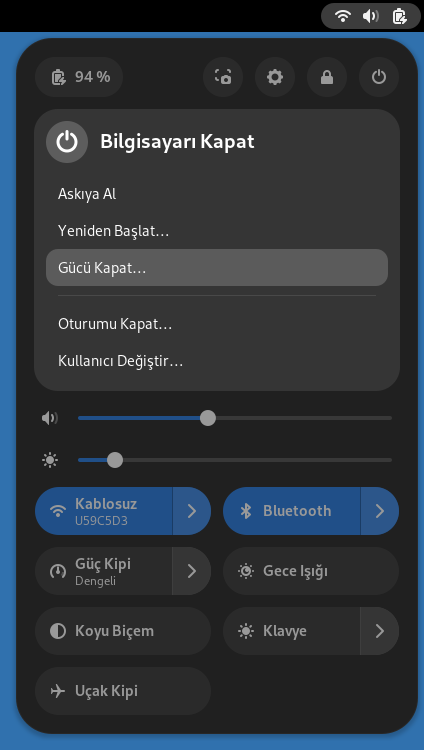 94 %
Bilgisayarı Kapat
Askıya Al
Yeniden Başlat…
Gücü Kapat…
Oturumu Kapat…
Kullanıcı Değiştir…
Kablosuz
U59C5D3
Bluetooth
Güç Kipi
Dengeli
Gece Işığı
Koyu Biçem
Klavye
Uçak Kipi